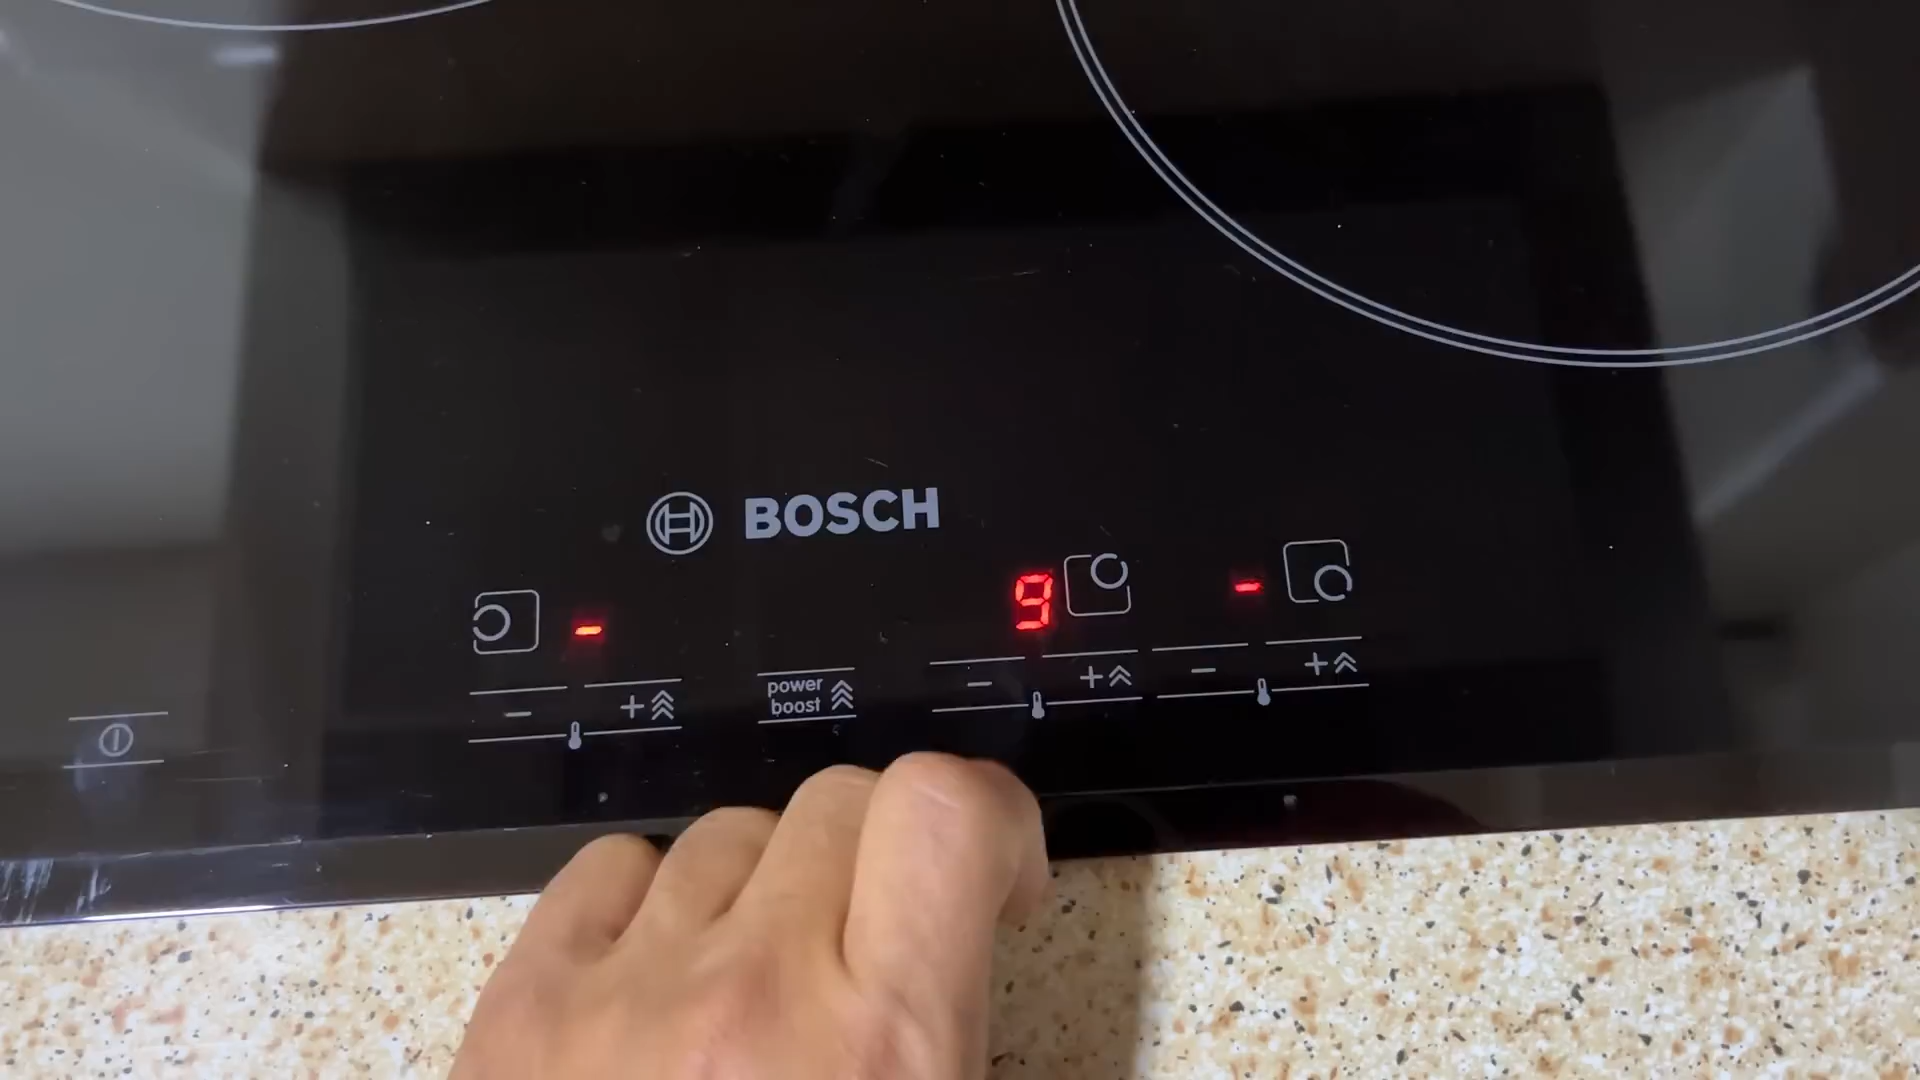 BOSCH
9
- -
power
boost
- +
- +
- +